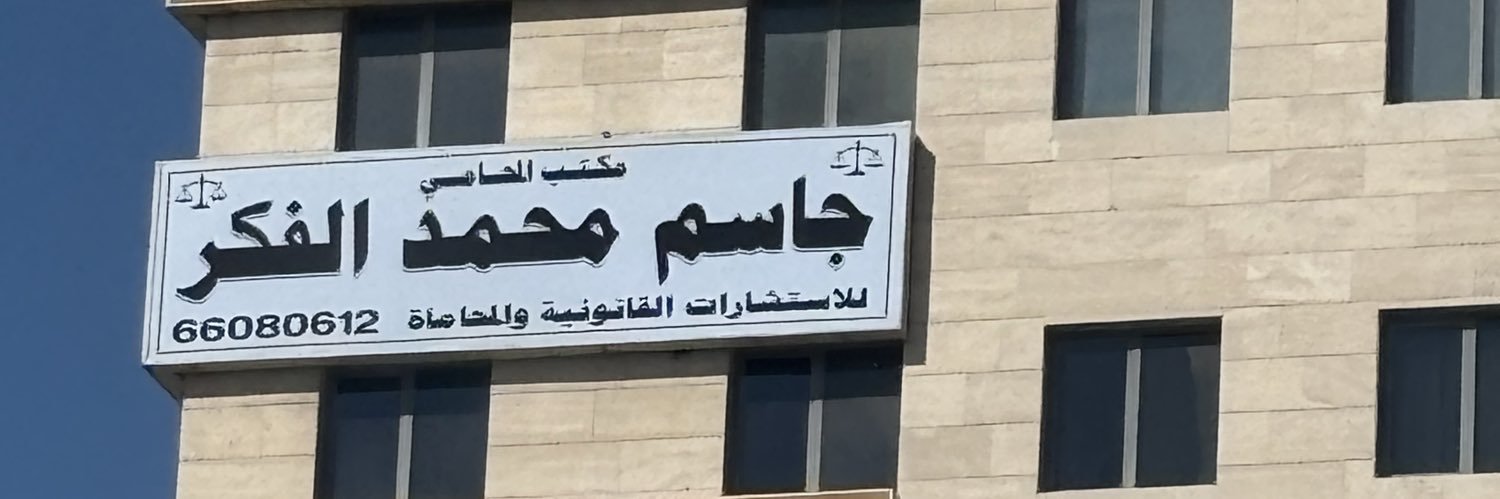 مكتب المحامي
جاسم محمد الفكر
للاستشارات القانونية والمحاماة 66080612